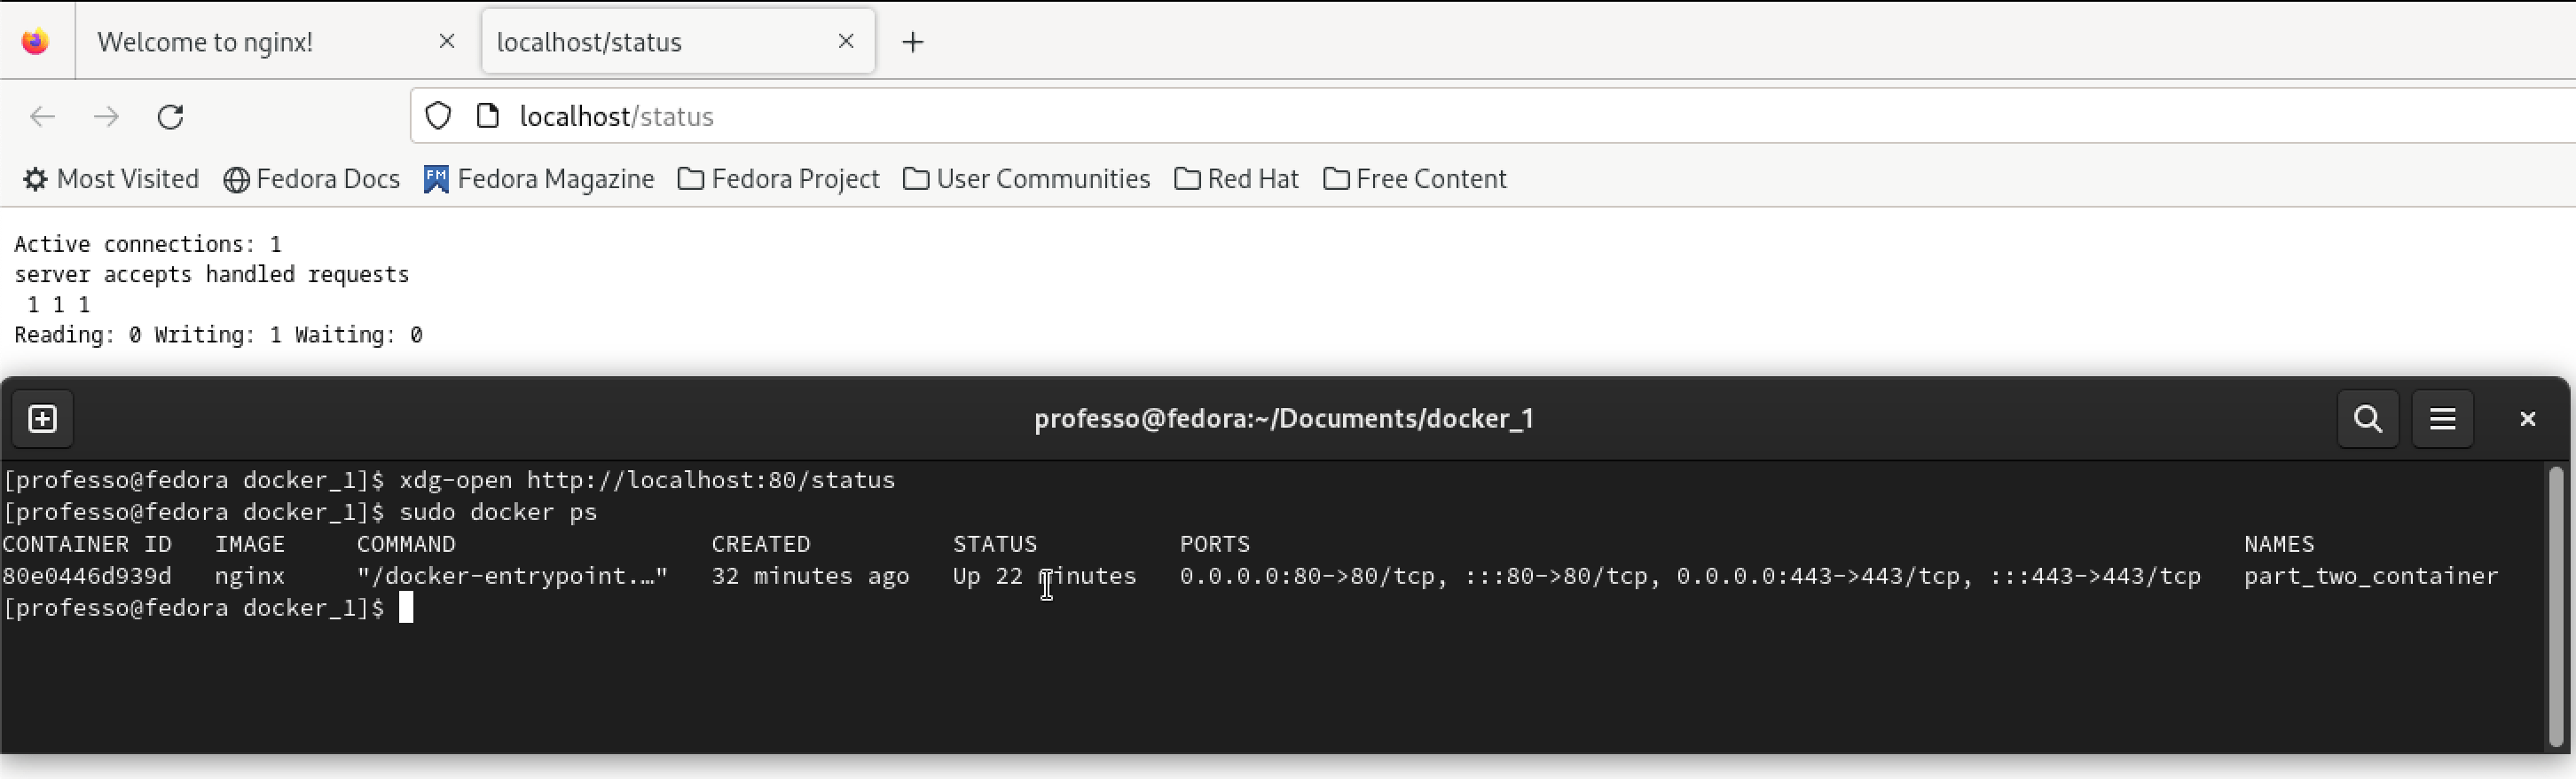 Welcome to nginx!
localhost/status
localhost/status
Most Visited Fedora Docs FM Fedora Magazine Fedora Project User Communities Red Hat Free Content
Active connections: 1
server accepts handled requests
1 1 1
Reading: 0 Writing: 1 Waiting: 0
professo@fedora:~/Documents/docker_1
[professo@fedora docker_1]$ xdg-open http://localhost:80/status
[professo@fedora docker_1]$ sudo docker ps
CONTAINER ID IMAGE COMMAND CREATED STATUS PORTS NAMES
80e0446d939d nginx "/docker-entrypoint.…" 32 minutes ago Up 22 minutes 0.0.0.0:80->80/tcp, :::80->80/tcp, 0.0.0.0:443->443/tcp, :::443->443/tcp part_two_container
[professo@fedora docker_1]$